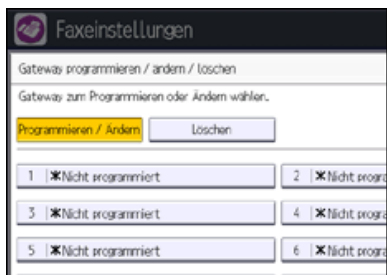 Faxeinstellungen
Gateway programmieren / ändern / löschen
Gateway zum Programmieren oder Ändern wählen.
Programmieren / Ändern Löschen
1 *Nicht programmiert 2 *Nicht progra
3 *Nicht programmiert 4 *Nicht progra
5 *Nicht programmiert 6 *Nicht progra